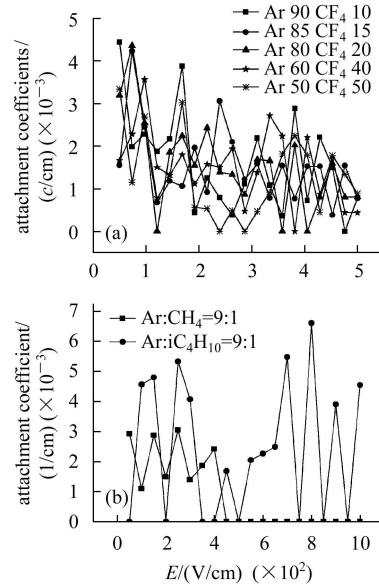 Ar 90 CF₄ 10
Ar 85 CF₄ 15
Ar 80 CF₄ 20
Ar 60 CF₄ 40
Ar 50 CF₄ 50
attachment coefficients/
(c/cm) (×10⁻³)
5
4
3
2
1
0
(a)
0 1 2 3 4 5
Ar:CH₄=9:1
Ar:iC₄H₁₀=9:1
attachment coefficient/
(1/cm) (×10⁻³)
7
6
5
4
3
2
1
0
(b)
0 2 4 6 8 10
E/(V/cm) (×10²)